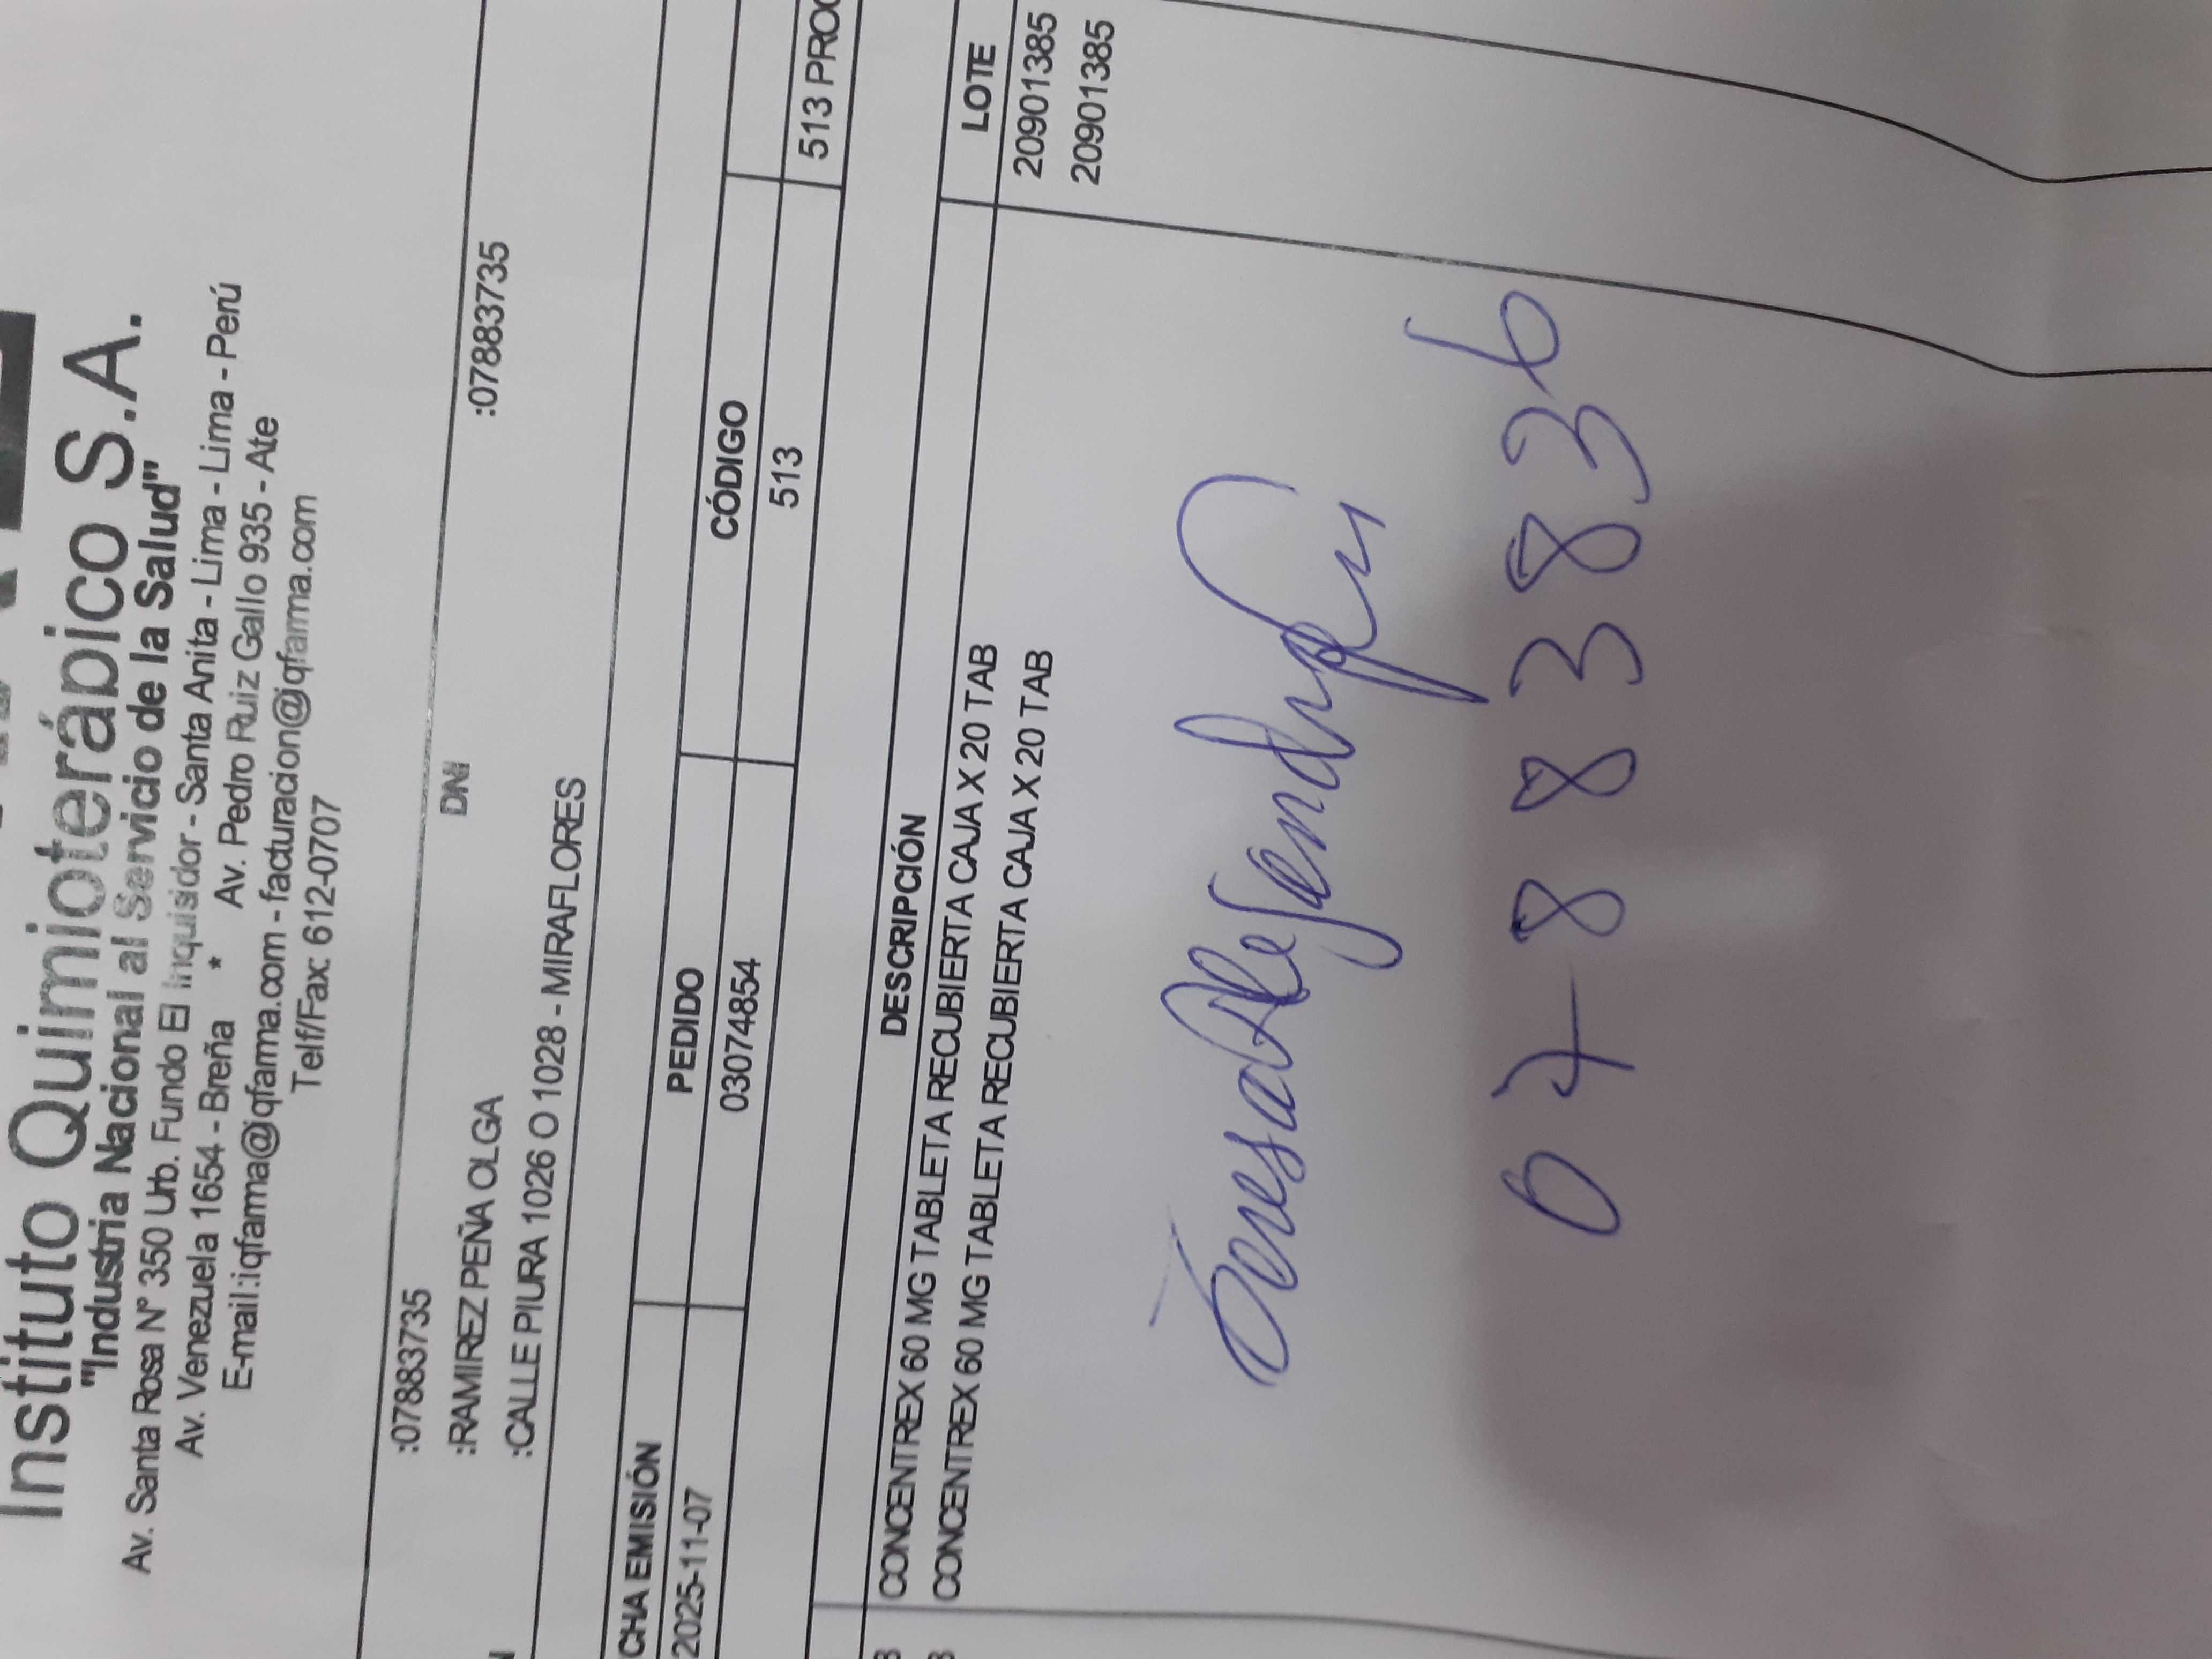 Instituto Quimioterápico S.A.
"Industria Nacional al Servicio de la Salud"
Av. Santa Rosa Nº 350 Urb. Fundo El Inquisidor - Santa Anita - Lima - Lima - Perú
Av. Venezuela 1654 - Breña * Av. Pedro Ruiz Gallo 935 - Ate
E-mail:iqfarma@iqfarma.com - facturacion@iqfarma.com
Telf/Fax: 612-0707
:07883735
:RAMIREZ PEÑA OLGA DNI :07883735
:CALLE PIURA 1026 O 1028 - MIRAFLORES
CHA EMISIÓN PEDIDO CÓDIGO
2025-11-07 03074854 513 513 PROC
DESCRIPCIÓN LOTE
CONCENTREX 60 MG TABLETA RECUBIERTA CAJA X 20 TAB 20901385
CONCENTREX 60 MG TABLETA RECUBIERTA CAJA X 20 TAB 20901385
07883836